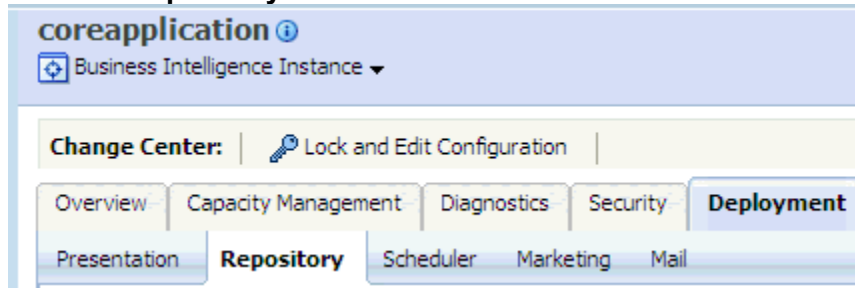 coreapplication
Business Intelligence Instance
Change Center: Lock and Edit Configuration
Overview Capacity Management Diagnostics Security Deployment
Presentation Repository Scheduler Marketing Mail